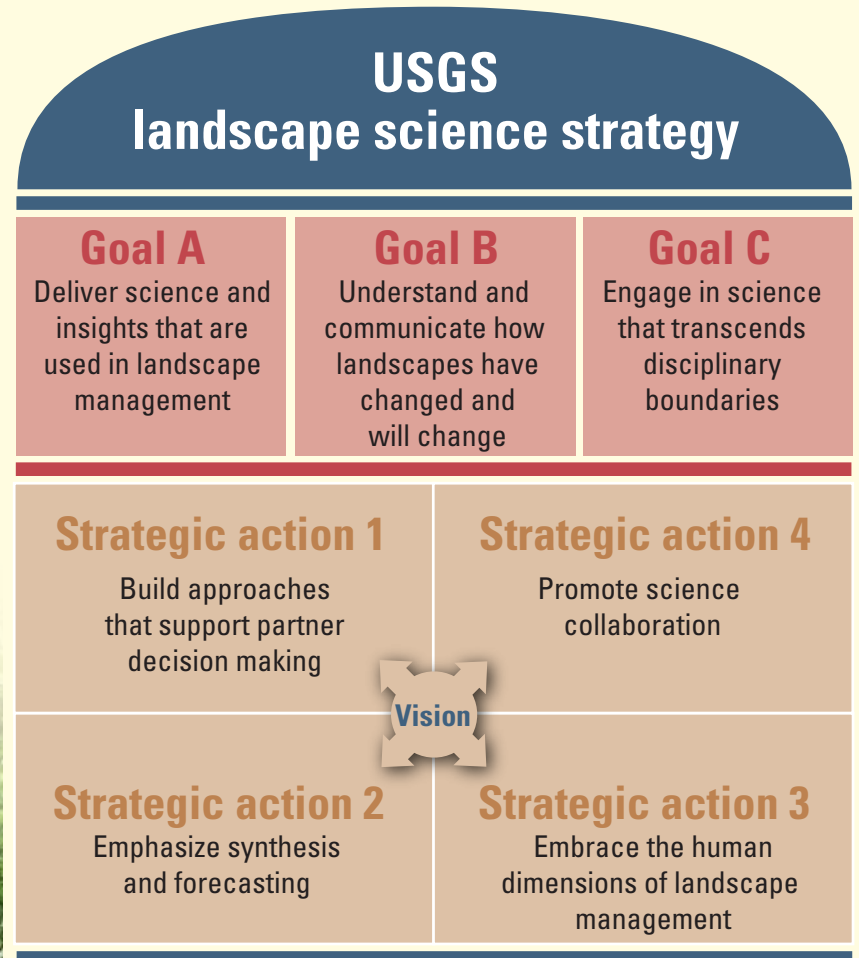 USGS
landscape science strategy
Goal A
Deliver science and
insights that are
used in landscape
management
Goal B
Understand and
communicate how
landscapes have
changed and
will change
Goal C
Engage in science
that transcends
disciplinary
boundaries
Strategic action 1
Build approaches
that support partner
decision making
Strategic action 4
Promote science
collaboration
Vision
Strategic action 2
Emphasize synthesis
and forecasting
Strategic action 3
Embrace the human
dimensions of landscape
management